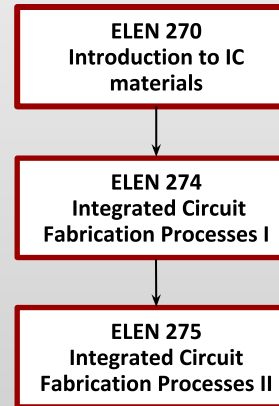 ELEN 270
Introduction to IC
materials
ELEN 274
Integrated Circuit
Fabrication Processes I
ELEN 275
Integrated Circuit
Fabrication Processes II